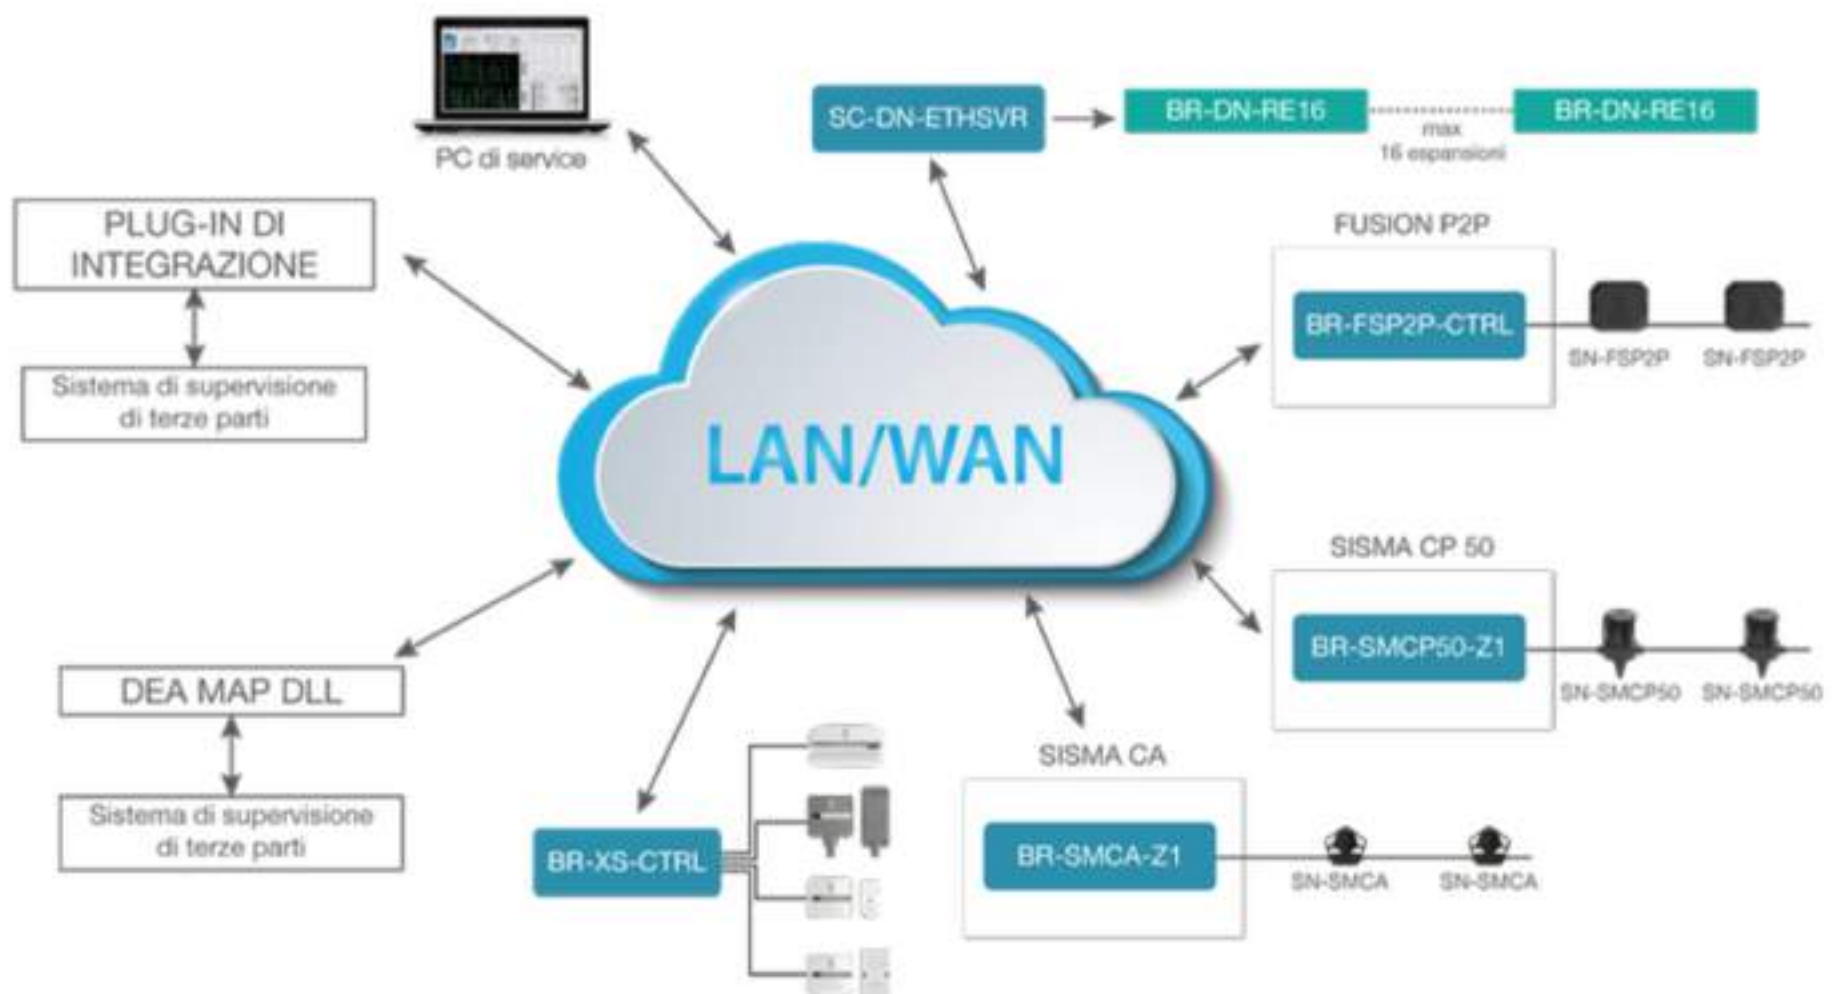 PC di service
SC-DN-ETHSVR
BR-DN-RE16
max
16 espansioni
BR-DN-RE16
PLUG-IN DI
INTEGRAZIONE
Sistema di supervisione
di terze parti
FUSION P2P
BR-FSP2P-CTRL
SN-FSP2P
SN-FSP2P
LAN/WAN
SISMA CP 50
BR-SMCP50-Z1
SN-SMCP50
SN-SMCP50
DEA MAP DLL
Sistema di supervisione
di terze parti
BR-XS-CTRL
SISMA CA
BR-SMCA-Z1
SN-SMCA
SN-SMCA